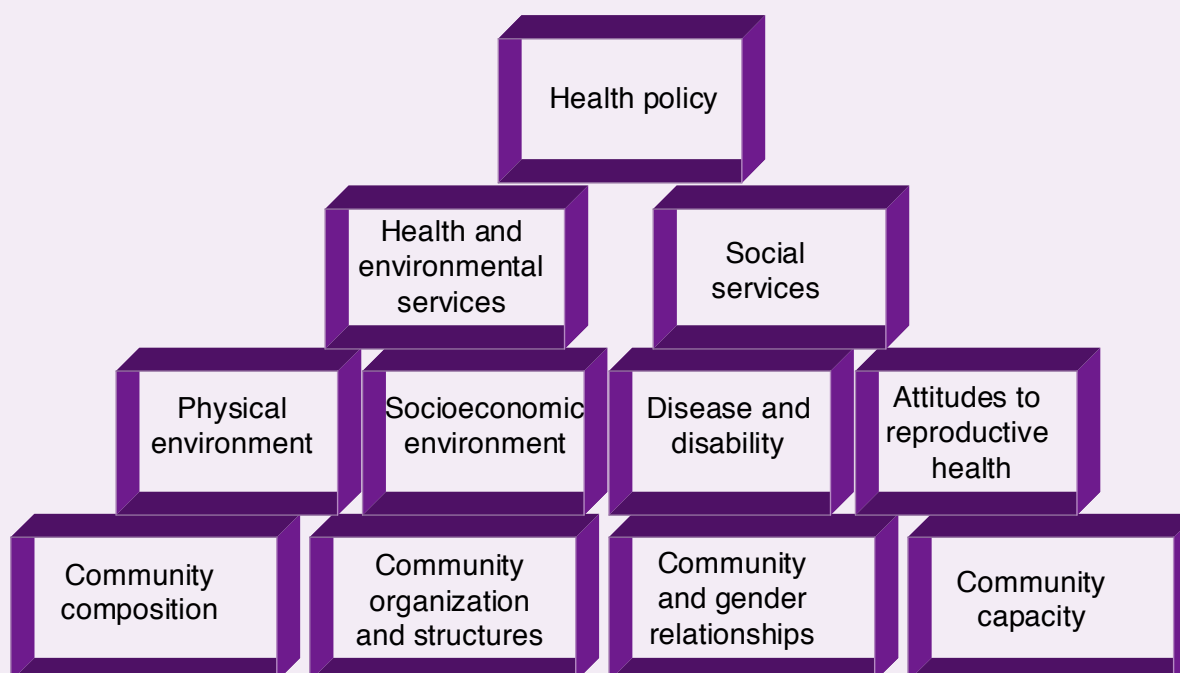 Health policy
Health and
environmental
services
Social
services
Physical
environment
Socioeconomic
environment
Disease and
disability
Attitudes to
reproductive
health
Community
composition
Community
organization
and structures
Community
and gender
relationships
Community
capacity